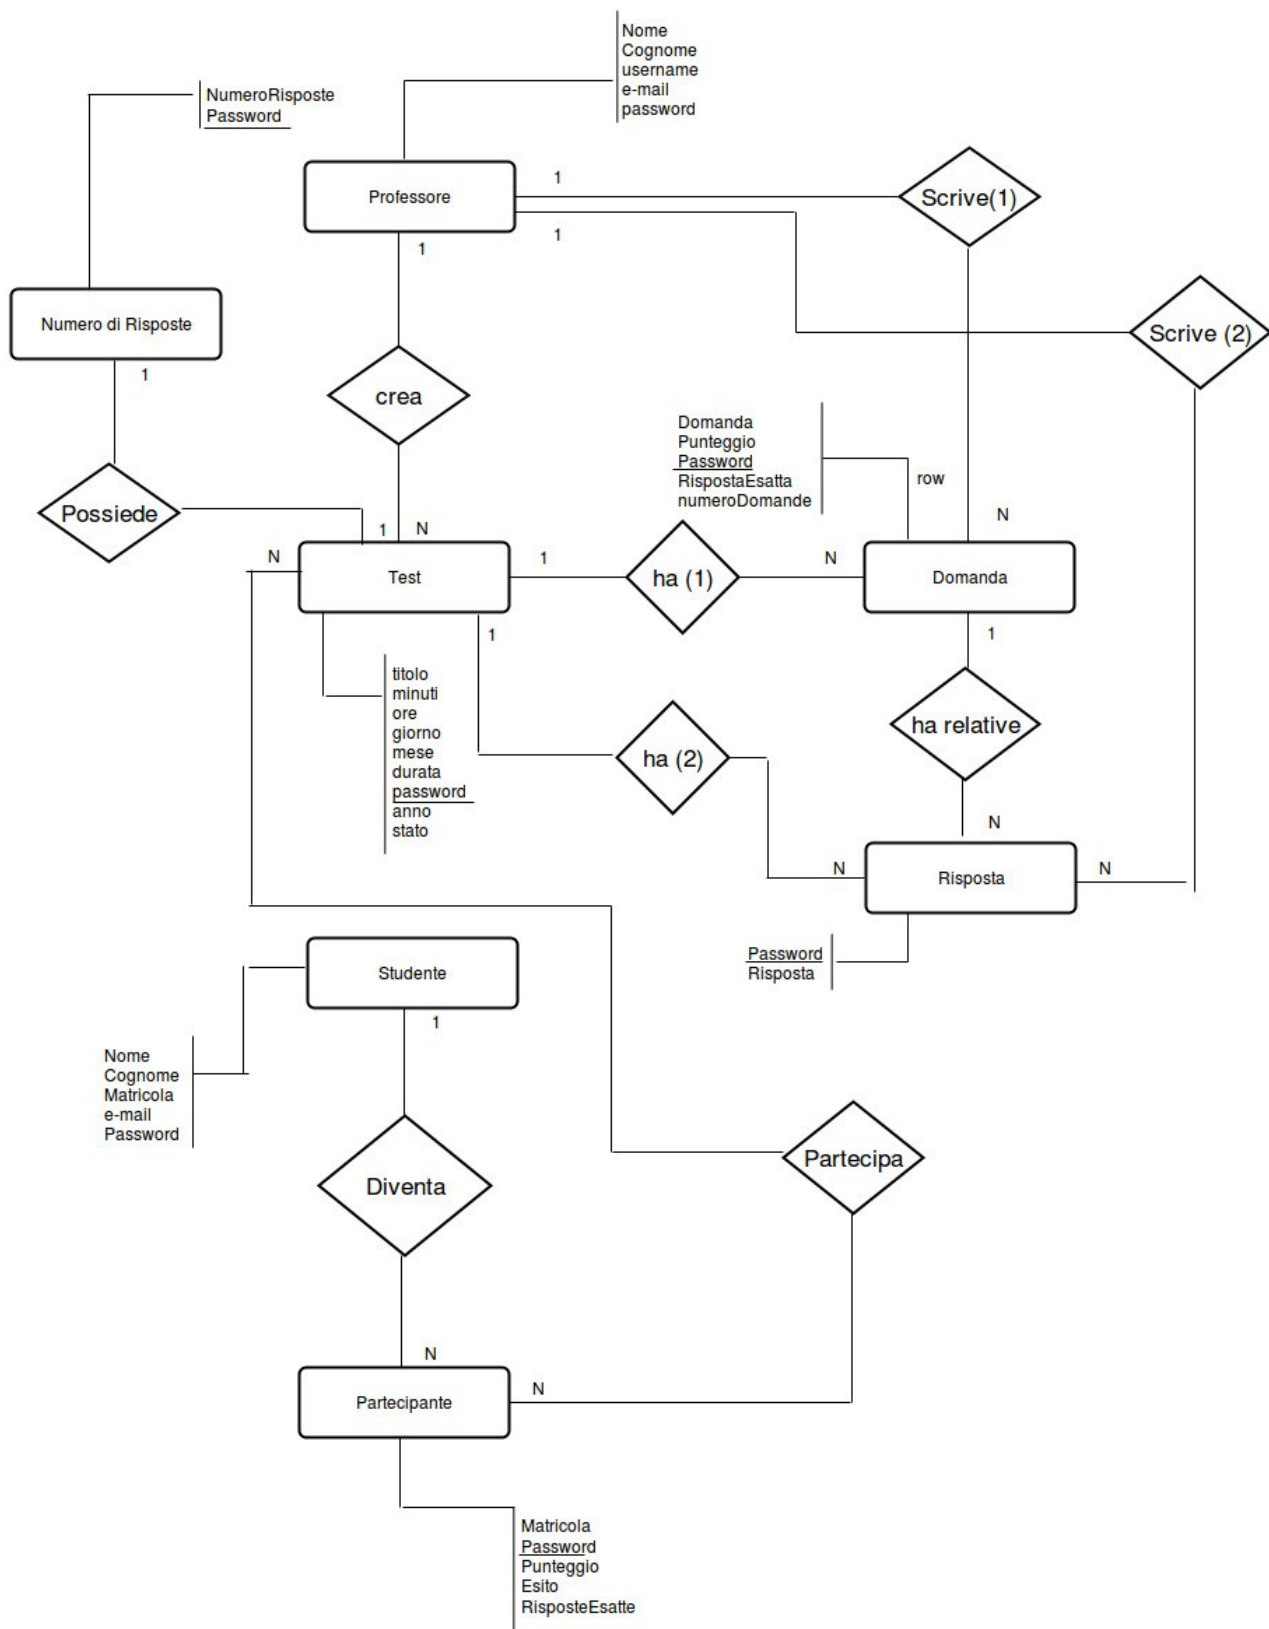 Nome
Cognome
username
e-mail
password
NumeroRisposte
Password
Professore
1
1
1
Scrive(1)
Numero di Risposte
1
Scrive (2)
crea
Domanda
Punteggio
Password
RispostaEsatta
numeroDomande
row
Possiede
1
N
N
N
Test
1
ha (1)
N
Domanda
1
1
titolo
minuti
ore
giorno
mese
durata
password
anno
stato
ha relative
ha (2)
N
N
Risposta
N
Password
Risposta
Studente
1
Nome
Cognome
Matricola
e-mail
Password
Partecipa
Diventa
N
Partecipante
N
Matricola
Password
Punteggio
Esito
RisposteEsatte